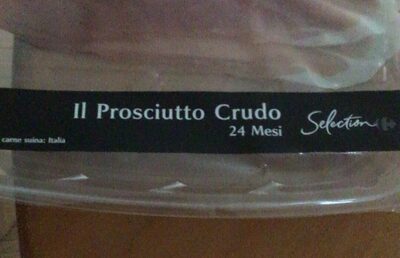 Il Prosciutto Crudo
24 Mesi
Selection
carne suina: Italia